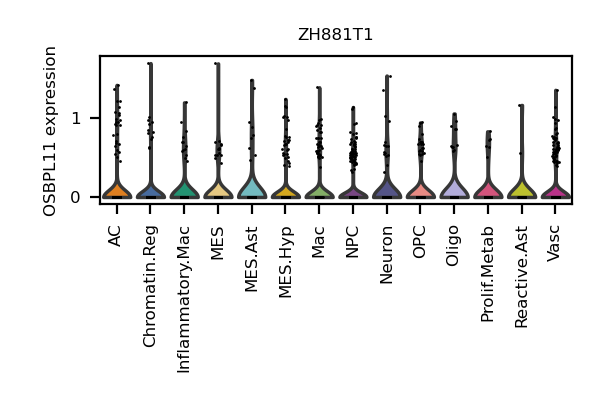 ZH881T1
OSBPL11 expression
1
0
AC
Chromatin.Reg
Inflammatory.Mac
MES
MES.Ast
MES.Hyp
Mac
NPC
Neuron
OPC
Oligo
Prolif.Metab
Reactive.Ast
Vasc